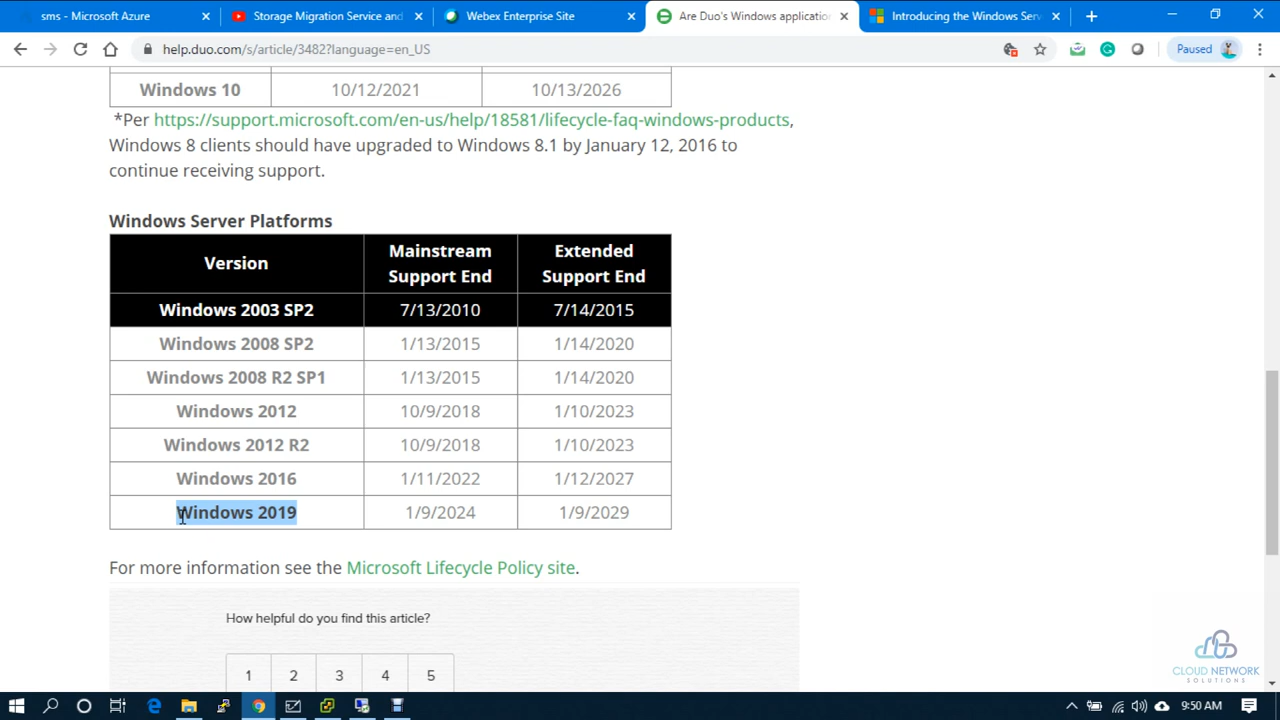 sms - Microsoft Azure
Storage Migration Service and
Webex Enterprise Site
Are Duo's Windows application
Introducing the Windows Serv
help.duo.com/s/article/3482?language=en_US
Paused
Windows 10 10/12/2021 10/13/2026
*Per https://support.microsoft.com/en-us/help/18581/lifecycle-faq-windows-products,
Windows 8 clients should have upgraded to Windows 8.1 by January 12, 2016 to
continue receiving support.
Windows Server Platforms
Version Mainstream Support End Extended Support End
Windows 2003 SP2 7/13/2010 7/14/2015
Windows 2008 SP2 1/13/2015 1/14/2020
Windows 2008 R2 SP1 1/13/2015 1/14/2020
Windows 2012 10/9/2018 1/10/2023
Windows 2012 R2 10/9/2018 1/10/2023
Windows 2016 1/11/2022 1/12/2027
Windows 2019 1/9/2024 1/9/2029
For more information see the Microsoft Lifecycle Policy site.
How helpful do you find this article?
1 2 3 4 5
CLOUD NETWORK
SOLUTIONS
9:50 AM